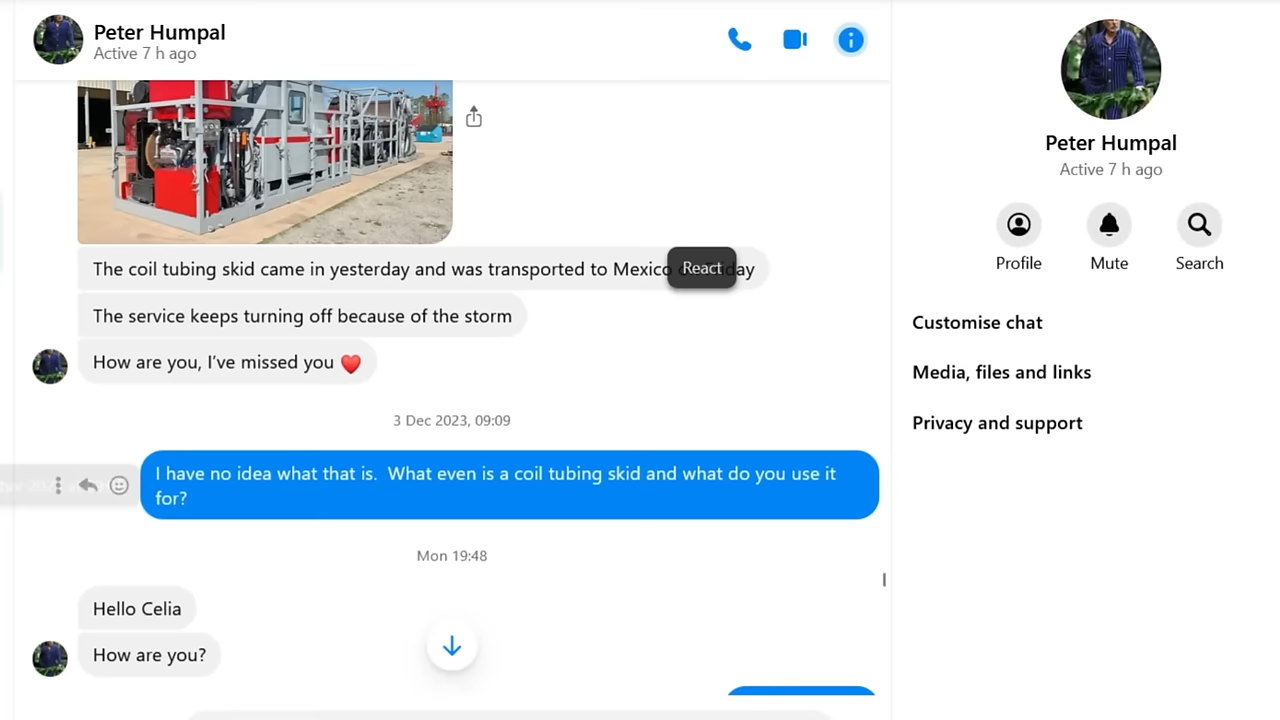 Peter Humpal
Active 7 h ago
The coil tubing skid came in yesterday and was transported to Mexico
React
The service keeps turning off because of the storm
How are you, I've missed you ❤️
3 Dec 2023, 09:09
I have no idea what that is.  What even is a coil tubing skid and what do you use it
for?
Mon 19:48
Hello Celia
How are you?
Peter Humpal
Active 7 h ago
Profile
Mute
Search
Customise chat
Media, files and links
Privacy and support